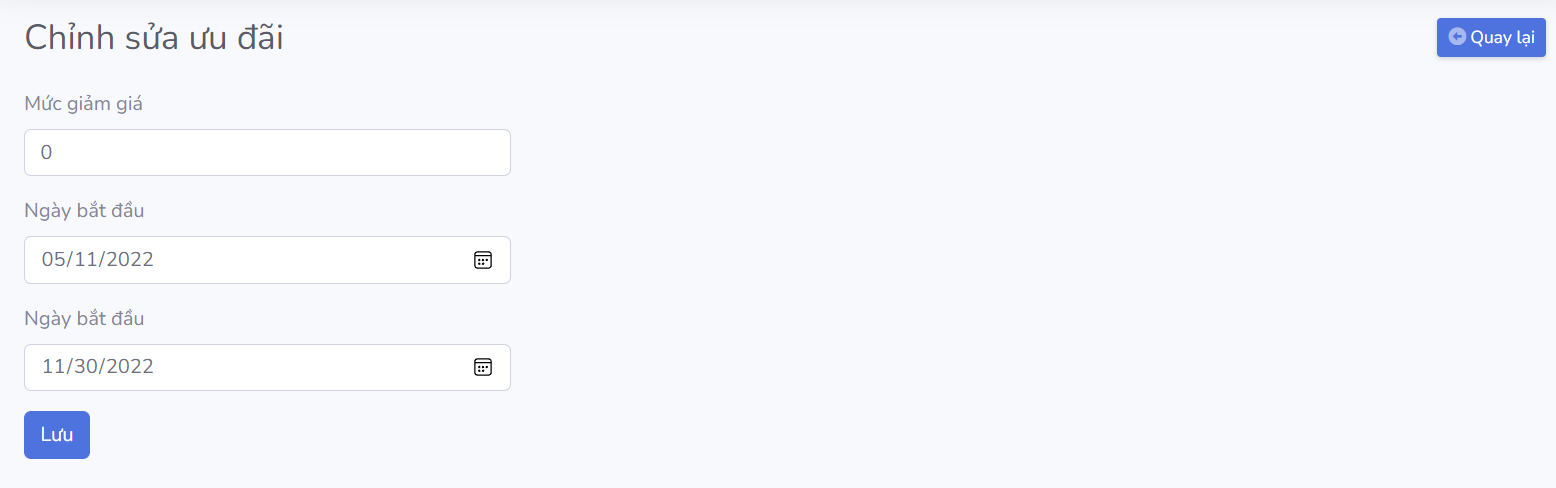 Chỉnh sửa ưu đãi
Quay lại
Mức giảm giá
0
Ngày bắt đầu
05/11/2022
Ngày bắt đầu
11/30/2022
Lưu